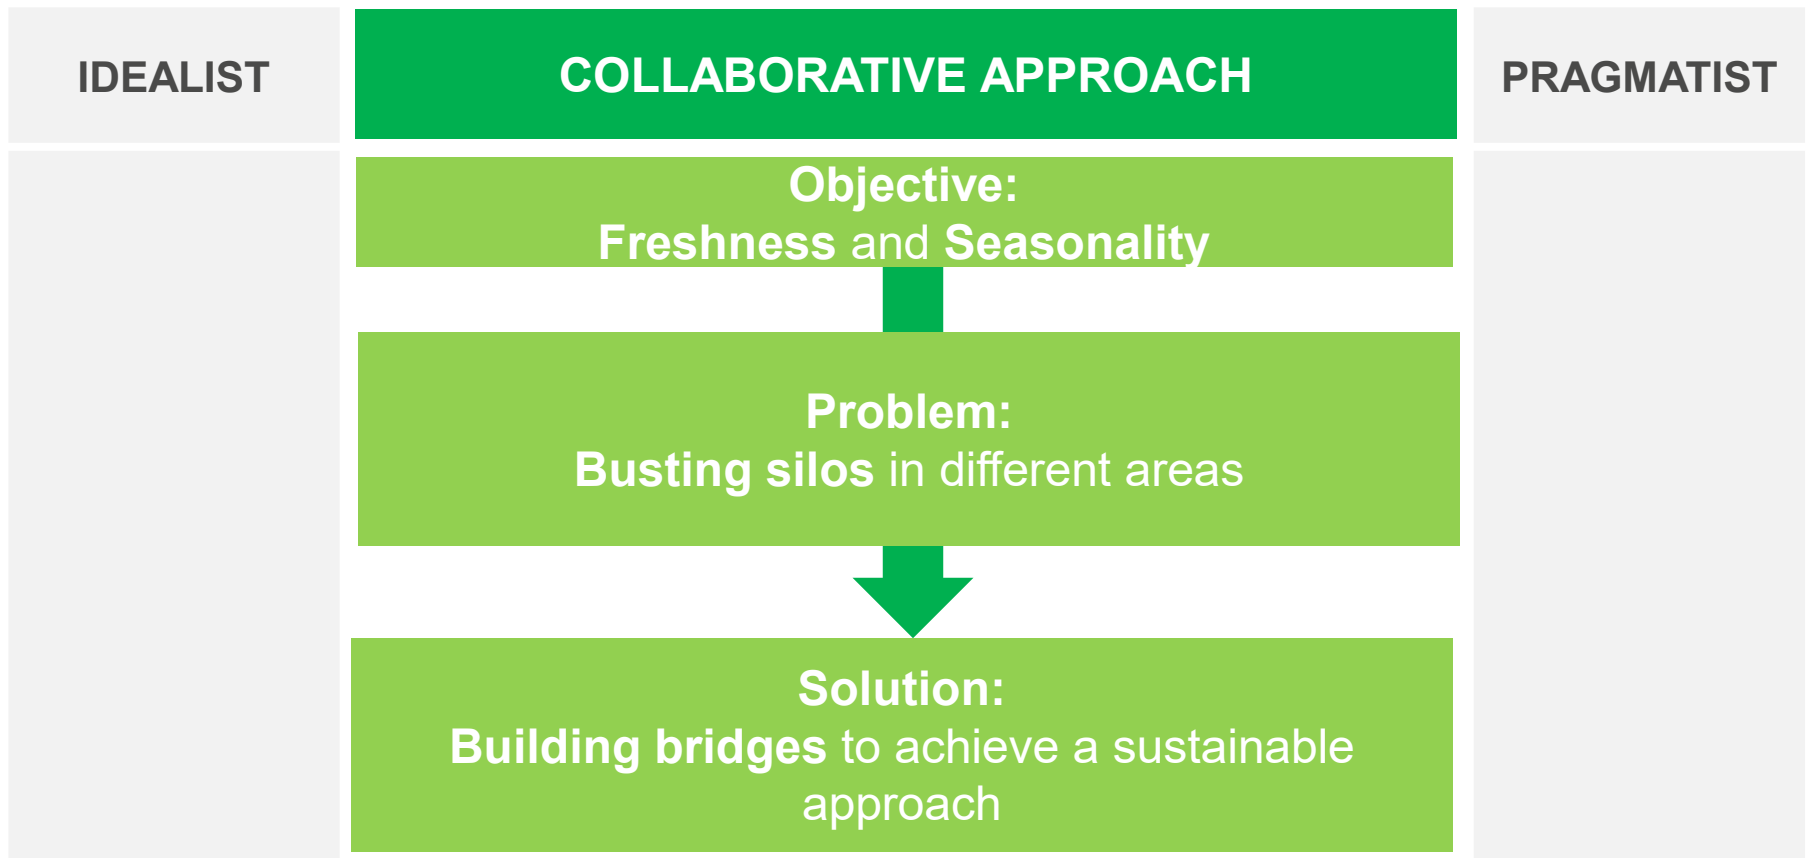 IDEALIST
COLLABORATIVE APPROACH
PRAGMATIST
Objective:
Freshness and Seasonality
Problem:
Busting silos in different areas
Solution:
Building bridges to achieve a sustainable
approach